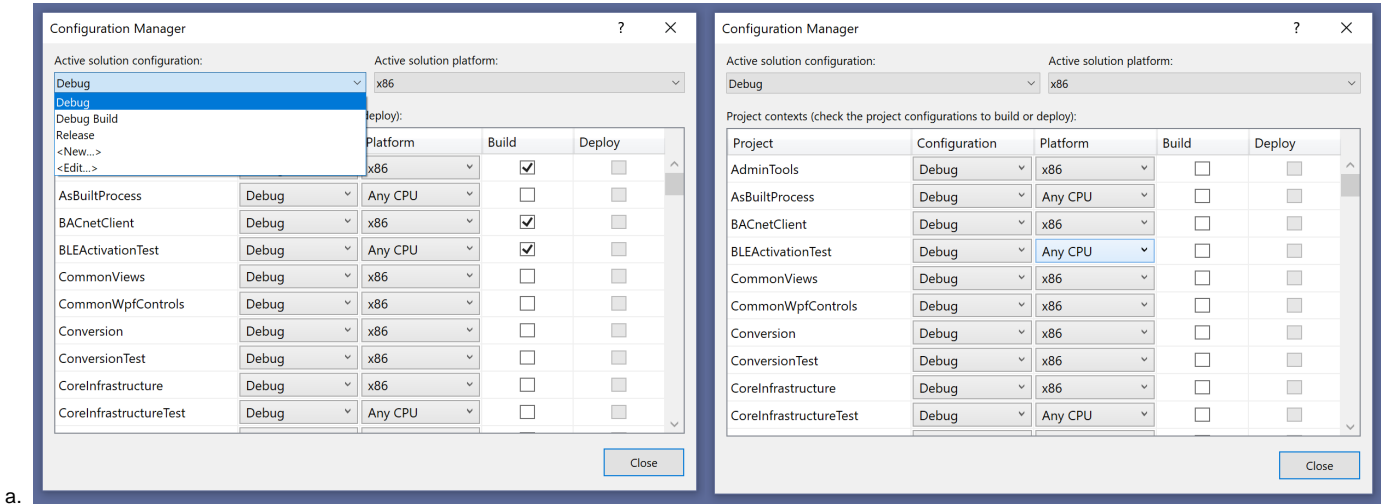 Configuration Manager ? ×
Active solution configuration: Active solution platform:
Debug x86
Debug
Debug Build
Release
<New...>
<Edit...>
deploy):
Platform Build Deploy
x86
AsBuiltProcess Debug Any CPU
BACnetClient Debug x86
BLEActivationTest Debug Any CPU
CommonViews Debug x86
CommonWpfControls Debug x86
Conversion Debug x86
ConversionTest Debug x86
CoreInfrastructure Debug x86
CoreInfrastructureTest Debug Any CPU
Close
Configuration Manager ? ×
Active solution configuration: Active solution platform:
Debug x86
Project contexts (check the project configurations to build or deploy):
Project Configuration Platform Build Deploy
AdminTools Debug x86
AsBuiltProcess Debug Any CPU
BACnetClient Debug x86
BLEActivationTest Debug Any CPU
CommonViews Debug x86
CommonWpfControls Debug x86
Conversion Debug x86
ConversionTest Debug x86
CoreInfrastructure Debug x86
CoreInfrastructureTest Debug Any CPU
Close
a.